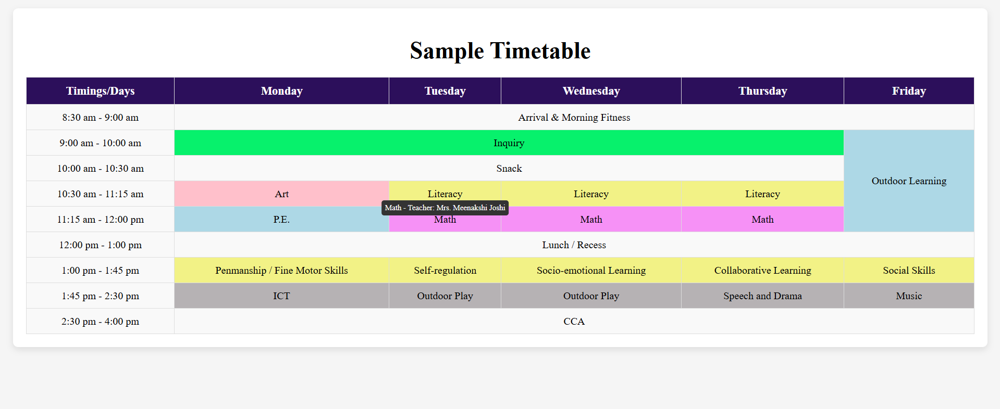 Sample Timetable
Timings/Days Monday Tuesday Wednesday Thursday Friday
8:30 am - 9:00 am Arrival & Morning Fitness
9:00 am - 10:00 am Inquiry
10:00 am - 10:30 am Snack
Outdoor Learning
10:30 am - 11:15 am Art Literacy Literacy Literacy
Math - Teacher: Mrs. Meenakshi Joshi
11:15 am - 12:00 pm P.E. Math Math Math
12:00 pm - 1:00 pm Lunch / Recess
1:00 pm - 1:45 pm Penmanship / Fine Motor Skills Self-regulation Socio-emotional Learning Collaborative Learning Social Skills
1:45 pm - 2:30 pm ICT Outdoor Play Outdoor Play Speech and Drama Music
2:30 pm - 4:00 pm CCA